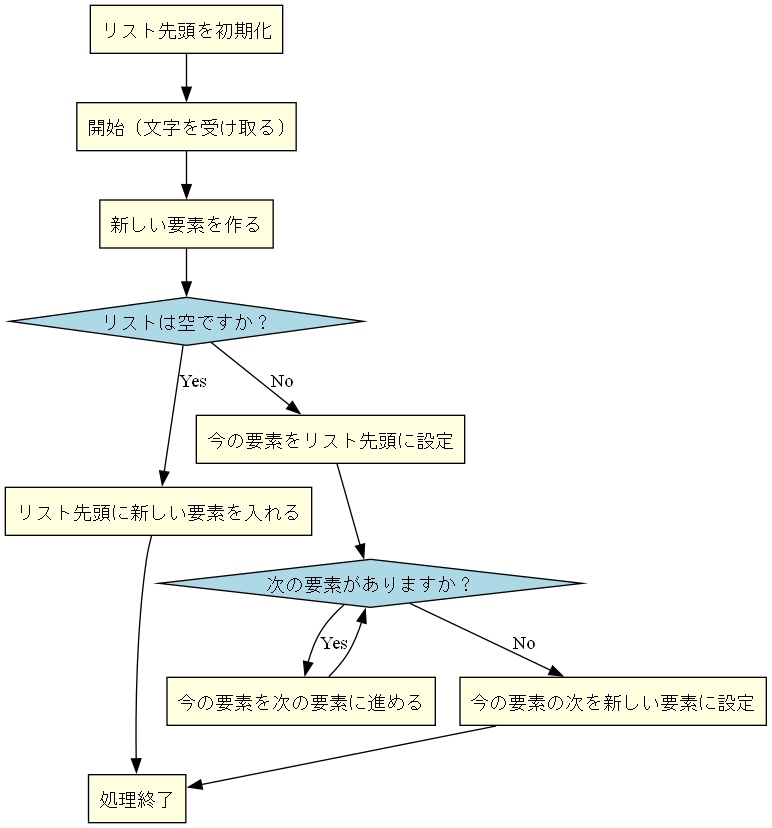 リスト先頭を初期化
開始（文字を受け取る）
新しい要素を作る
リストは空ですか？
Yes
No
今の要素をリスト先頭に設定
リスト先頭に新しい要素を入れる
次の要素がありますか？
Yes
No
今の要素を次の要素に進める
今の要素の次を新しい要素に設定
処理終了